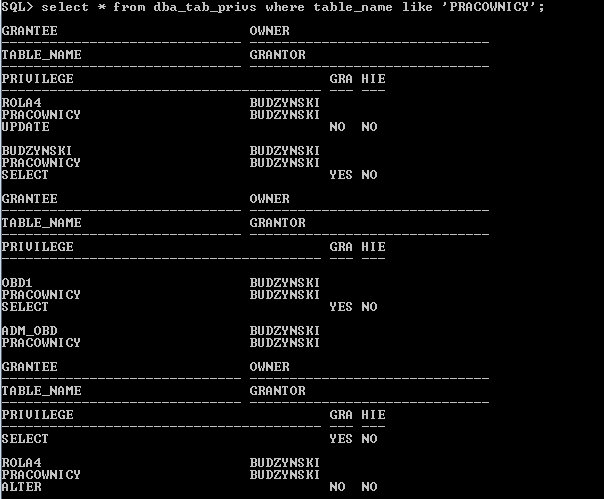 SQL> select * from dba_tab_privs where table_name like 'PRACOWNICY';
GRANTEE OWNER
TABLE_NAME GRANTOR
PRIVILEGE GRA HIE
ROLA4 BUDZYNSKI
PRACOWNICY BUDZYNSKI
UPDATE NO NO
BUDZYNSKI BUDZYNSKI
PRACOWNICY BUDZYNSKI
SELECT YES NO
GRANTEE OWNER
TABLE_NAME GRANTOR
PRIVILEGE GRA HIE
OBD1 BUDZYNSKI
PRACOWNICY BUDZYNSKI
SELECT YES NO
ADM_OBD BUDZYNSKI
PRACOWNICY BUDZYNSKI
GRANTEE OWNER
TABLE_NAME GRANTOR
PRIVILEGE GRA HIE
SELECT YES NO
ROLA4 BUDZYNSKI
PRACOWNICY BUDZYNSKI
ALTER NO NO